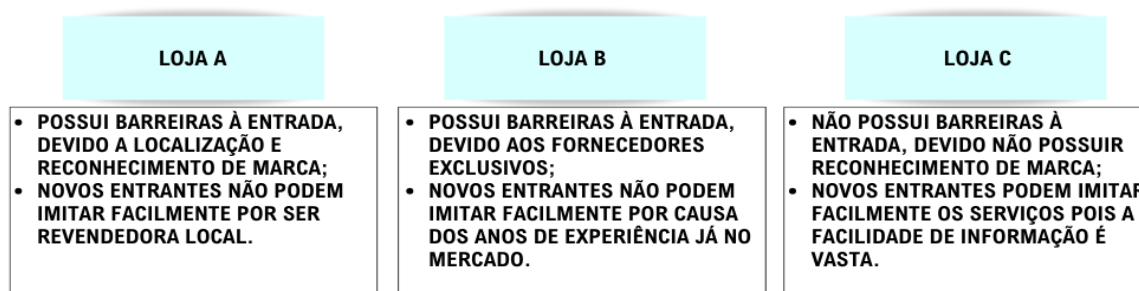 LOJA A
• POSSUI BARREIRAS À ENTRADA,
DEVIDO A LOCALIZAÇÃO E
RECONHECIMENTO DE MARCA;
• NOVOS ENTRANTES NÃO PODEM
IMITAR FACILMENTE POR SER
REVENDEDORA LOCAL.
LOJA B
• POSSUI BARREIRAS À ENTRADA,
DEVIDO AOS FORNECEDORES
EXCLUSIVOS;
• NOVOS ENTRANTES NÃO PODEM
IMITAR FACILMENTE POR CAUSA
DOS ANOS DE EXPERIÊNCIA JÁ NO
MERCADO.
LOJA C
• NÃO POSSUI BARREIRAS À
ENTRADA, DEVIDO NÃO POSSUIR
RECONHECIMENTO DE MARCA;
• NOVOS ENTRANTES PODEM IMITAR
FACILMENTE OS SERVIÇOS POIS A
FACILIDADE DE INFORMAÇÃO É
VASTA.